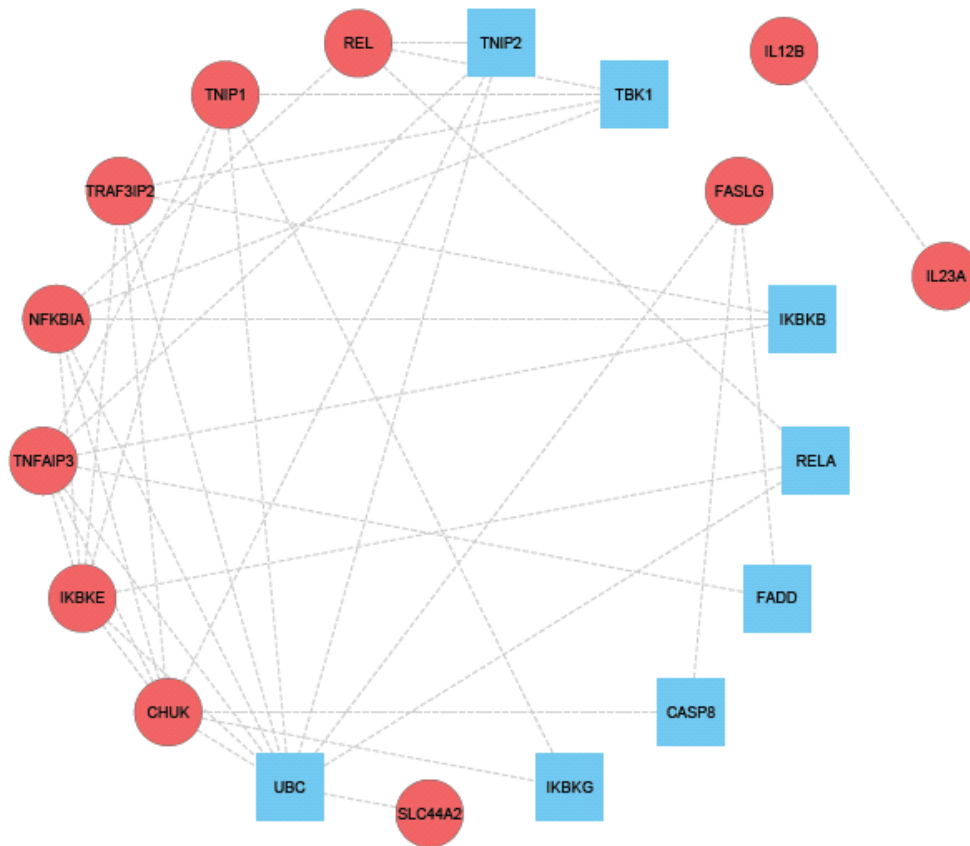 REL
TNIP2
IL12B
TNIP1
TBK1
TRAF3IP2
FASLG
IL23A
NFKBIA
IKBKB
TNFAIP3
RELA
IKBKE
FADD
CHUK
CASP8
UBC
IKBKG
SLC44A2